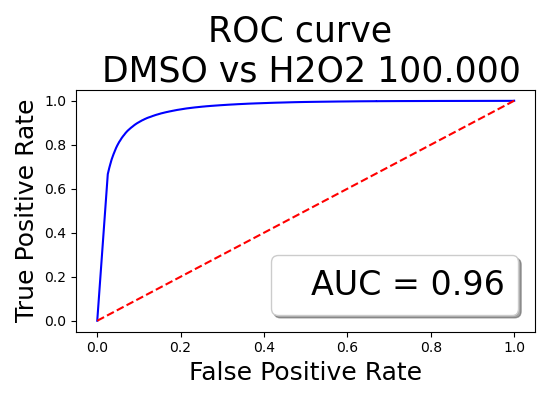 ROC curve
DMSO vs H2O2 100.000
True Positive Rate
1.0
0.8
0.6
0.4
0.2
0.0
AUC = 0.96
0.0 0.2 0.4 0.6 0.8 1.0
False Positive Rate